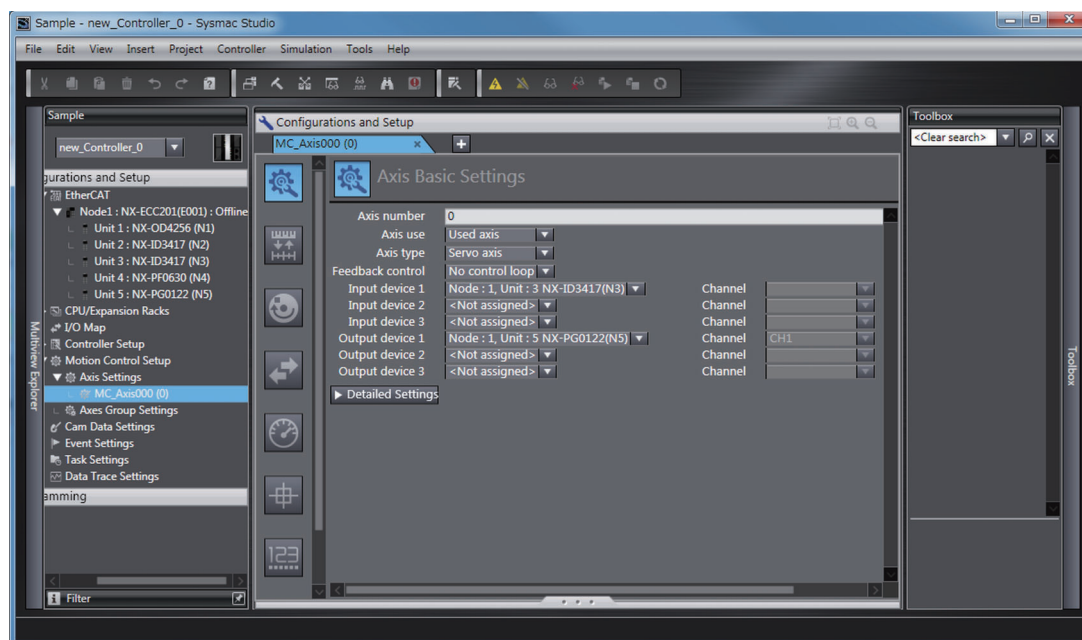 Sample - new_Controller_0 - Sysmac Studio
File Edit View Insert Project Controller Simulation Tools Help
Sample
new_Controller_0
gurations and Setup
EtherCAT
Node1 : NX-ECC201(E001) : Offline
Unit 1 : NX-OD4256 (N1)
Unit 2 : NX-ID3417 (N2)
Unit 3 : NX-ID3417 (N3)
Unit 4 : NX-PF0630 (N4)
Unit 5 : NX-PG0122 (N5)
CPU/Expansion Racks
I/O Map
Controller Setup
Motion Control Setup
Axis Settings
MC_Axis000 (0)
Axes Group Settings
Cam Data Settings
Event Settings
Task Settings
Data Trace Settings
amming
Filter
Multiview Explorer
Configurations and Setup
MC_Axis000 (0)
Axis Basic Settings
Axis number 0
Axis use Used axis
Axis type Servo axis
Feedback control No control loop
Input device 1 Node : 1, Unit : 3 NX-ID3417(N3) Channel
Input device 2 <Not assigned> Channel
Input device 3 <Not assigned> Channel
Output device 1 Node : 1, Unit : 5 NX-PG0122(N5) Channel CH1
Output device 2 <Not assigned> Channel
Output device 3 <Not assigned> Channel
Detailed Settings
123
Toolbox
<Clear search>
Toolbox